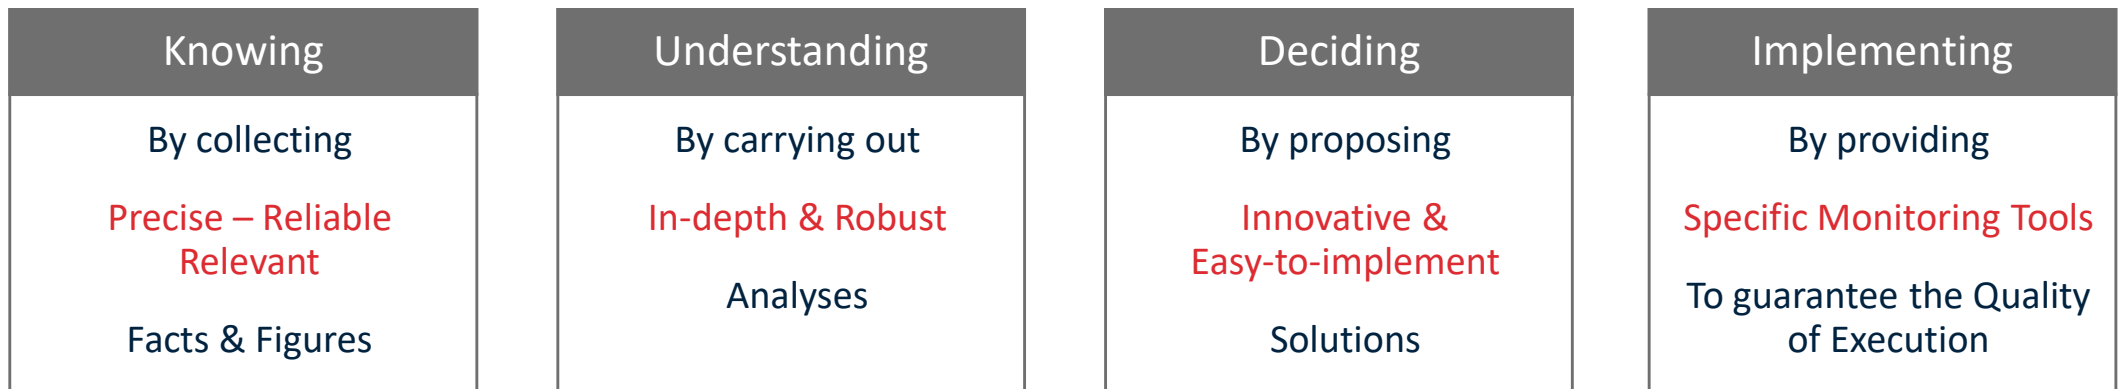 Knowing
By collecting
Precise – Reliable
Relevant
Facts & Figures
Understanding
By carrying out
In-depth & Robust
Analyses
Deciding
By proposing
Innovative &
Easy-to-implement
Solutions
Implementing
By providing
Specific Monitoring Tools
To guarantee the Quality
of Execution